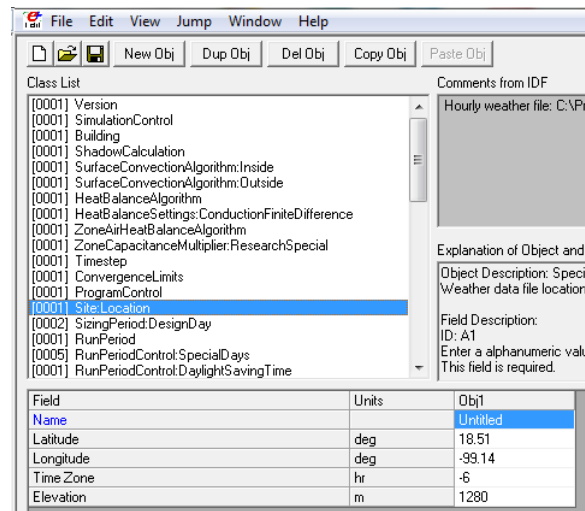 File Edit View Jump Window Help
New Obj Dup Obj Del Obj Copy Obj Paste Obj
Class List
[0001] Version
[0001] SimulationControl
[0001] Building
[0001] ShadowCalculation
[0001] SurfaceConvectionAlgorithm:Inside
[0001] SurfaceConvectionAlgorithm:Outside
[0001] HeatBalanceAlgorithm
[0001] HeatBalanceSettings:ConductionFiniteDifference
[0001] ZoneAirHeatBalanceAlgorithm
[0001] ZoneCapacitanceMultiplier:ResearchSpecial
[0001] Timestep
[0001] ConvergenceLimits
[0001] ProgramControl
[0001] Site:Location
[0002] SizingPeriod:DesignDay
[0001] RunPeriod
[0005] RunPeriodControl:SpecialDays
[0001] RunPeriodControl:DaylightSavingTime
Comments from IDF
Hourly weather file: C:\Pr
Explanation of Object and
Object Description: Speci
Weather data file location
Field Description:
ID: A1
Enter a alphanumeric valu
This field is required.
Field Units Obj1
Name Untitled
Latitude deg 18.51
Longitude deg -99.14
Time Zone hr -6
Elevation m 1280